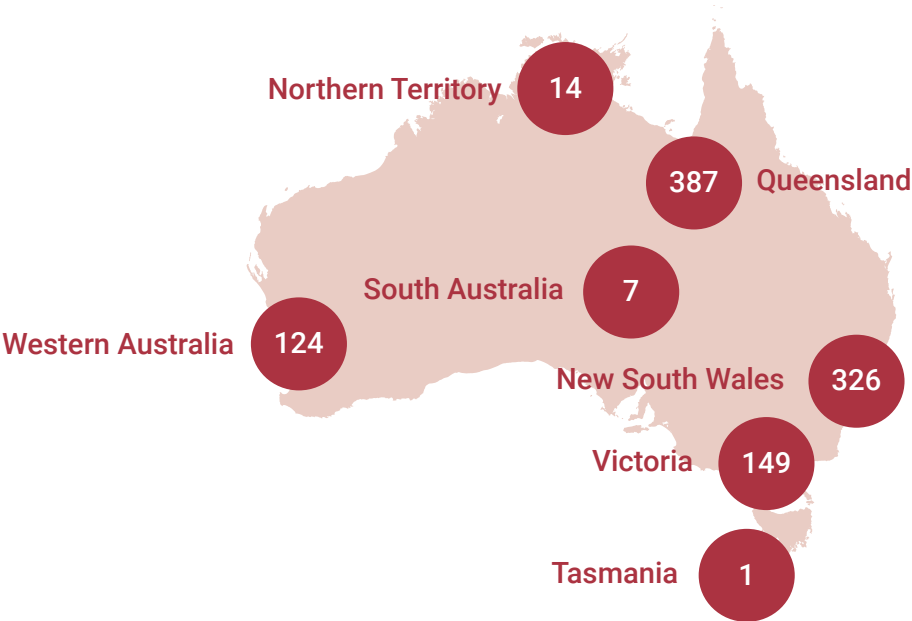 Northern Territory 14
387 Queensland
South Australia 7
Western Australia 124
New South Wales 326
Victoria 149
Tasmania 1